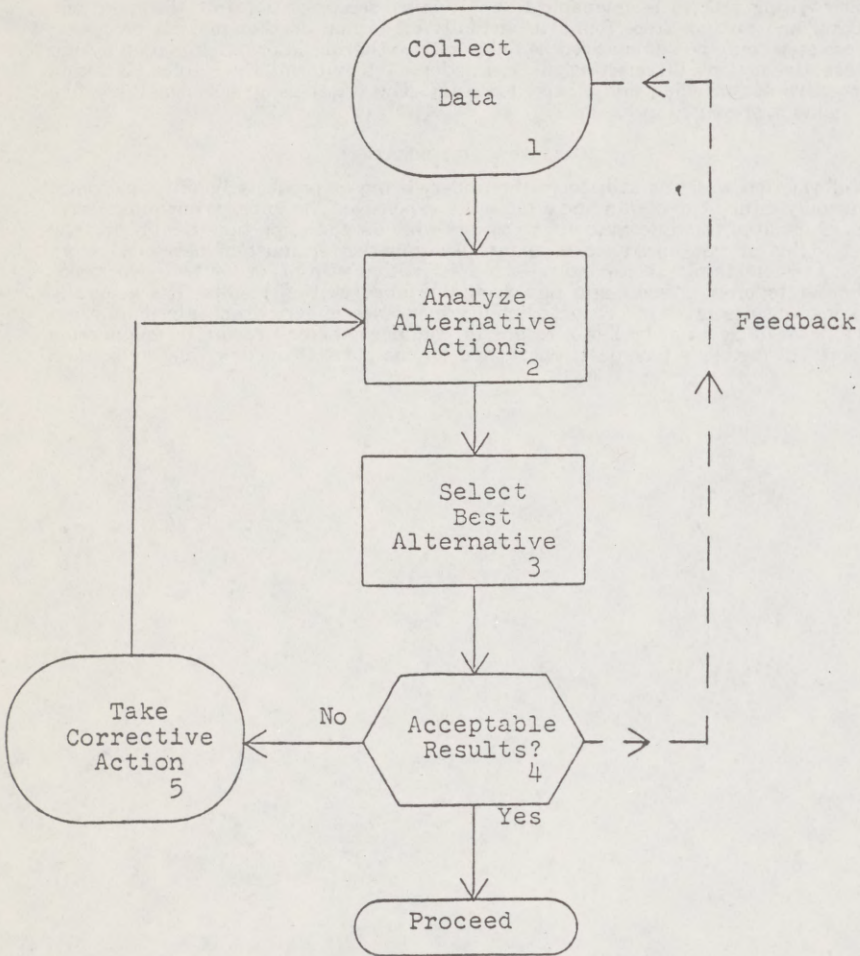 Collect
Data
1
Analyze
Alternative
Actions
2
Feedback
Select
Best
Alternative
3
Take
Corrective
Action
5
No
Acceptable
Results?
4
Yes
Proceed